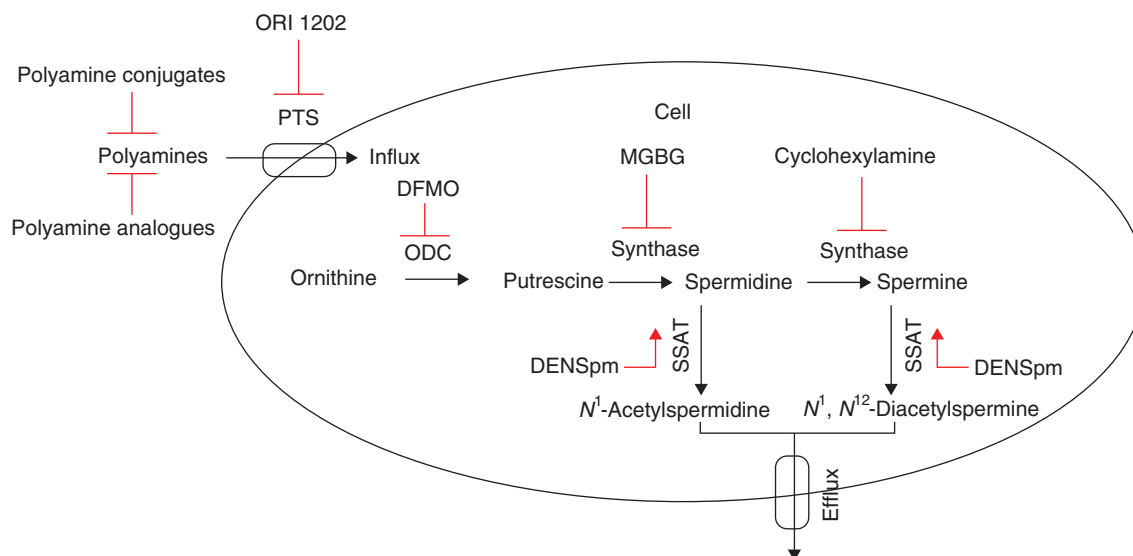 ORI 1202
Polyamine conjugates
PTS
Cell
Polyamines
Influx
MGBG
Cyclohexylamine
DFMO
Polyamine analogues
ODC
Synthase
Synthase
Ornithine
Putrescine
Spermidine
Spermine
SSAT
SSAT
DENSpm
DENSpm
N¹-Acetylspermidine
N¹, N¹²-Diacetylspermine
Efflux